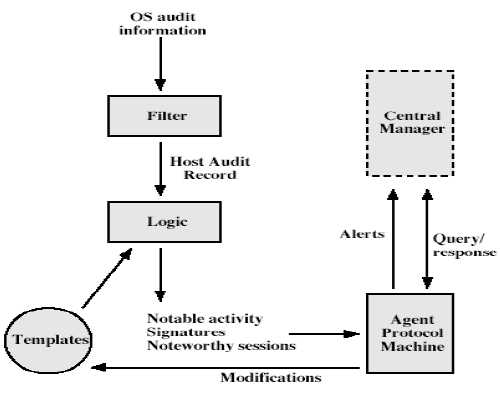 OS audit
information
Filter
Host Audit
Record
Logic
Notable activity
Signatures
Noteworthy sessions
Templates
Modifications
Central
Manager
Alerts
Query/
response
Agent
Protocol
Machine